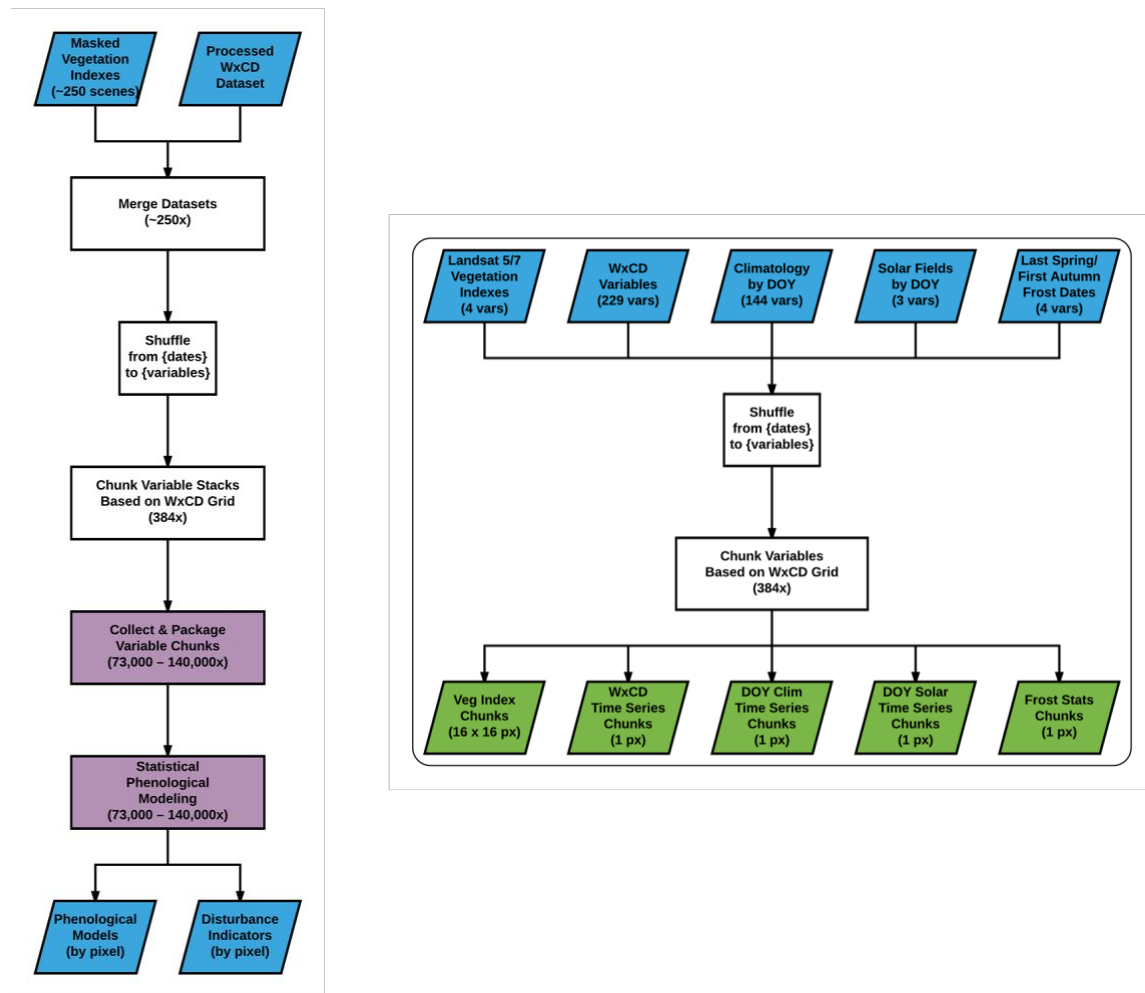 Masked
Vegetation
Indexes
(~250 scenes)
Processed
WxCD
Dataset
Merge Datasets
(~250x)
Shuffle
from {dates}
to {variables}
Chunk Variable Stacks
Based on WxCD Grid
(384x)
Collect & Package
Variable Chunks
(73,000 – 140,000x)
Statistical
Phenological
Modeling
(73,000 – 140,000x)
Phenological
Models
(by pixel)
Disturbance
Indicators
(by pixel)
Landsat 5/7
Vegetation
Indexes
(4 vars)
WxCD
Variables
(229 vars)
Climatology
by DOY
(144 vars)
Solar Fields
by DOY
(3 vars)
Last Spring/
First Autumn
Frost Dates
(4 vars)
Shuffle
from {dates}
to {variables}
Chunk Variables
Based on WxCD Grid
(384x)
Veg Index
Chunks
(16 x 16 px)
WxCD
Time Series
Chunks
(1 px)
DOY Clim
Time Series
Chunks
(1 px)
DOY Solar
Time Series
Chunks
(1 px)
Frost Stats
Chunks
(1 px)